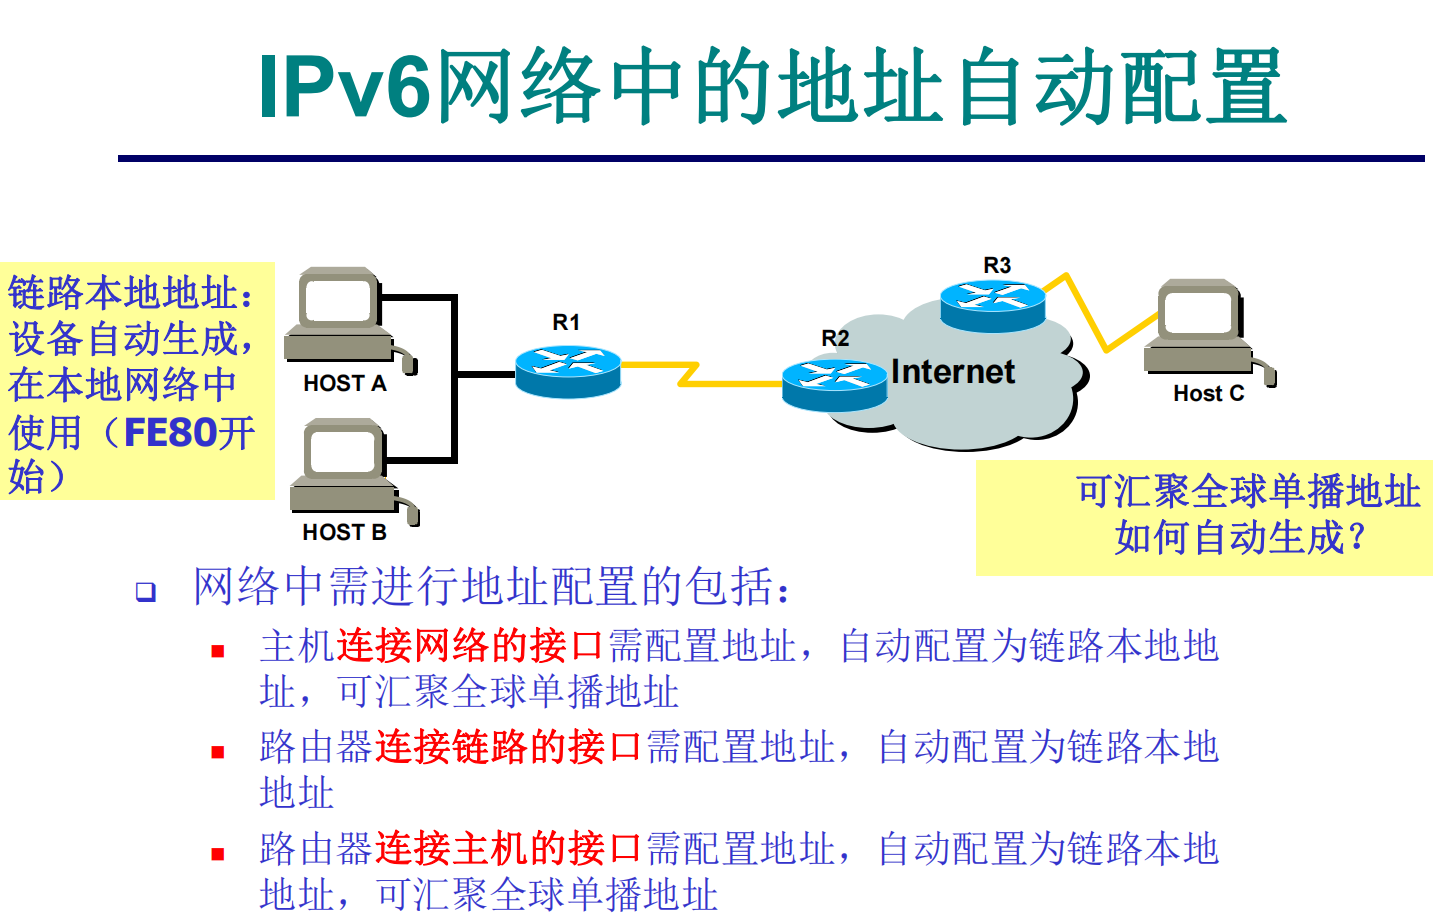 IPv6网络中的地址自动配置
链路本地地址：
设备自动生成，
在本地网络中
使用（FE80开
始）
HOST A
HOST B
R1
R2
R3
Internet
Host C
可汇聚全球单播地址
如何自动生成？
网络中需进行地址配置的包括：
主机连接网络的接口需配置地址，自动配置为链路本地地
址，可汇聚全球单播地址
路由器连接链路的接口需配置地址，自动配置为链路本地
地址
路由器连接主机的接口需配置地址，自动配置为链路本地
地址，可汇聚全球单播地址